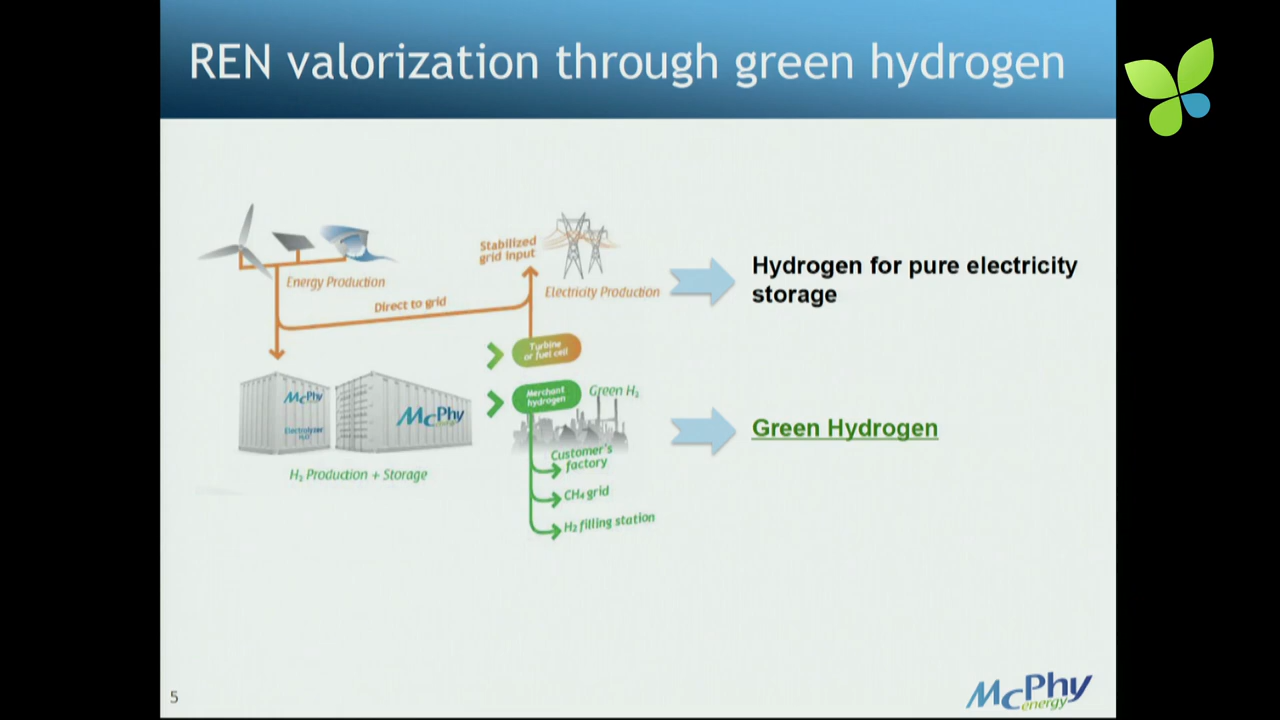 REN valorization through green hydrogen
Stabilized
grid input
Energy Production
Direct to grid
Electricity Production
Hydrogen for pure electricity
storage
Turbine
or fuel cell
McPhy
Electrolyzer
McPhy
energy
Merchant
hydrogen
Green H₂
Green Hydrogen
H₂ Production + Storage
Customer's
factory
CH₄ grid
H₂ filling station
5
McPhy
energy